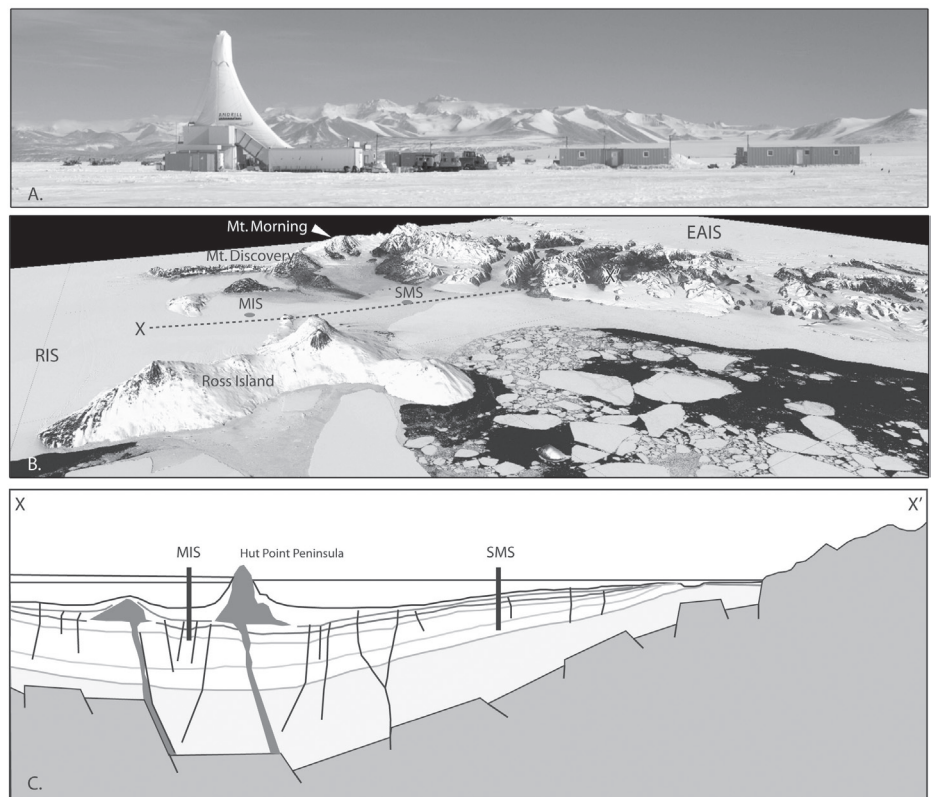 ANDRILL
A.
Mt. Morning
EAIS
Mt. Discovery
X'
MIS
SMS
X
RIS
Ross Island
B.
X
X'
MIS
Hut Point Peninsula
SMS
C.